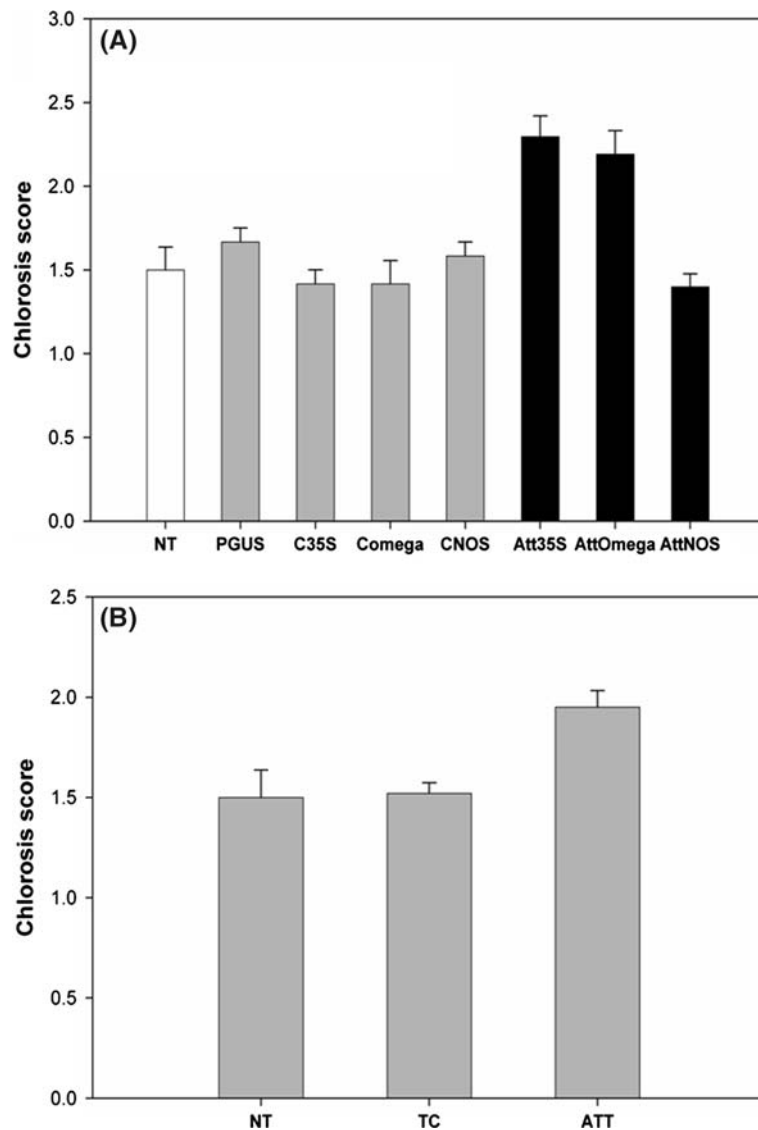 (A)
Chlorosis score
3.0
2.5
2.0
1.5
1.0
0.5
0.0
NT PGUS C35S Comega CNOS Att35S AttOmega AttNOS
(B)
Chlorosis score
2.5
2.0
1.5
1.0
0.5
0.0
NT TC ATT